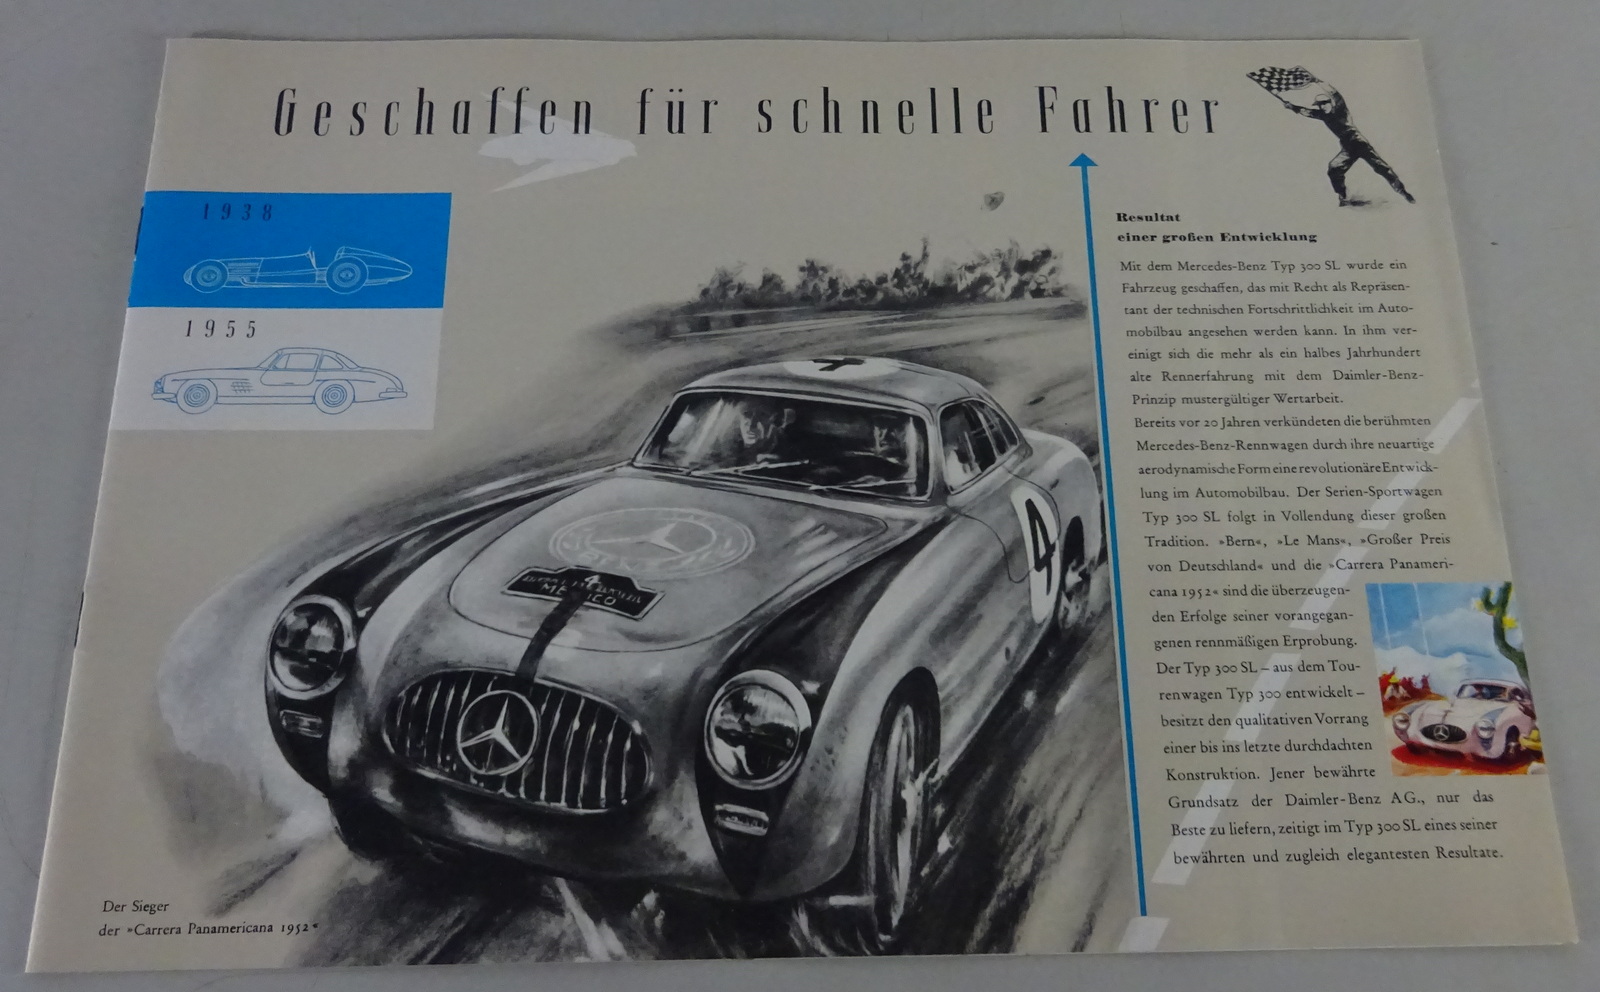 Geschaffen für schnelle Fahrer
1938
1955
Resultat
einer großen Entwicklung
Mit dem Mercedes-Benz Typ 300 SL wurde ein
Fahrzeug geschaffen, das mit Recht als Repräsen-
tant der technischen Fortschrittlichkeit im Auto-
mobilbau angesehen werden kann. In ihm ver-
einigt sich die mehr als ein halbes Jahrhundert
alte Rennerfahrung mit dem Daimler-Benz-
Prinzip mustergültiger Wertarbeit.
Bereits vor 20 Jahren verkündeten die berühmten
Mercedes-Benz-Rennwagen durch ihre neuartige
aerodynamische Form eine revolutionäre Entwick-
lung im Automobilbau. Der Serien-Sportwagen
Typ 300 SL folgt in Vollendung dieser großen
Tradition. »Bern«, »Le Mans«, »Großer Preis
von Deutschland« und die »Carrera Panameri-
cana 1952« sind die überzeugen-
den Erfolge seiner vorangegan-
genen rennmäßigen Erprobung.
Der Typ 300 SL – aus dem Tou-
renwagen Typ 300 entwickelt –
besitzt den qualitativen Vorrang
einer bis ins letzte durchdachten
Konstruktion. Jener bewährte
Grundsatz der Daimler-Benz AG., nur das
Beste zu liefern, zeitigt im Typ 300 SL eines seiner
bewährten und zugleich elegantesten Resultate.
4
4
4
MEXICO
Der Sieger
der »Carrera Panamericana 1952«